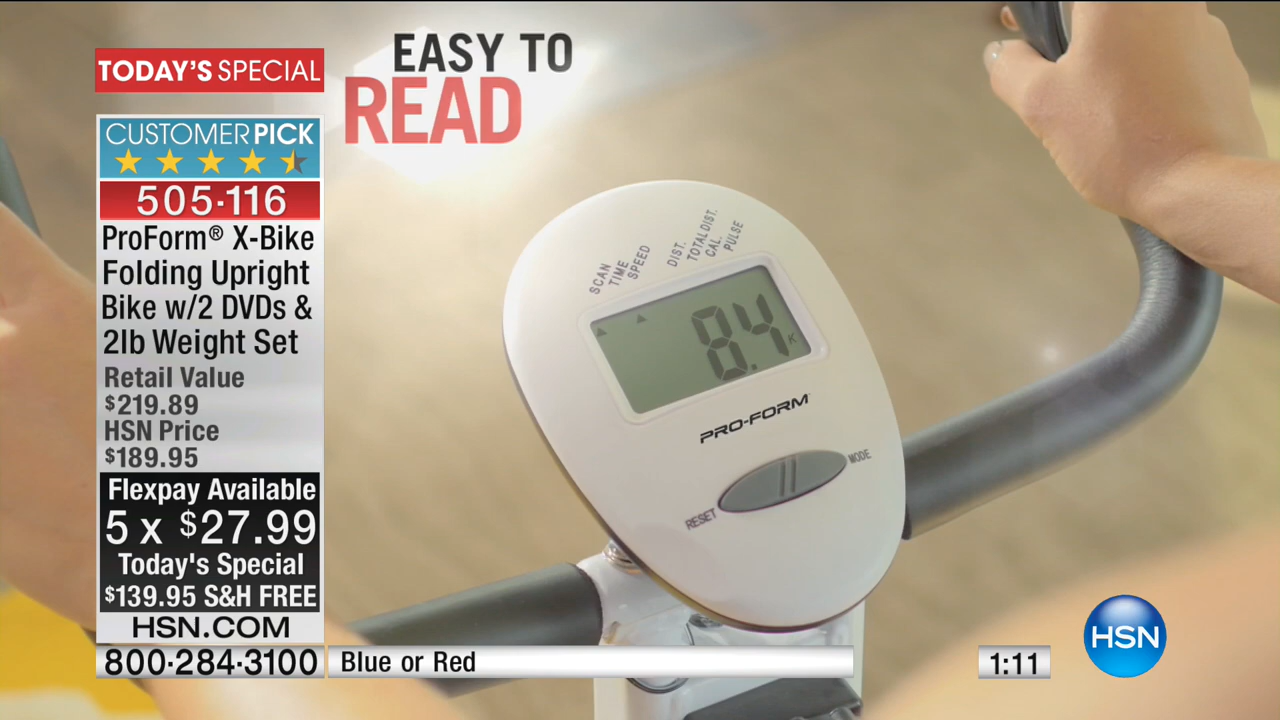 TODAY'S SPECIAL
CUSTOMER PICK
505·116
ProForm® X-Bike
Folding Upright
Bike w/2 DVDs &
2lb Weight Set
Retail Value
$219.89
HSN Price
$189.95
Flexpay Available
5 x $27.99
Today's Special
$139.95 S&H FREE
HSN.COM
800·284·3100
Blue or Red
1:11
HSN
EASY TO
READ
SCAN
TIME
SPEED
DIST.
TOTAL DIST.
CAL.
PULSE
8.4
K
PRO-FORM
RESET
MODE